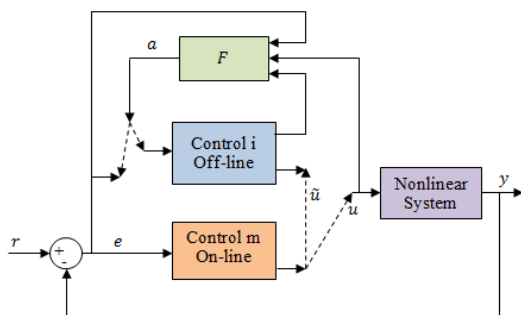 a
F
Control i
Off-line
ũ
u
Nonlinear
System
y
r
+
-
e
Control m
On-line